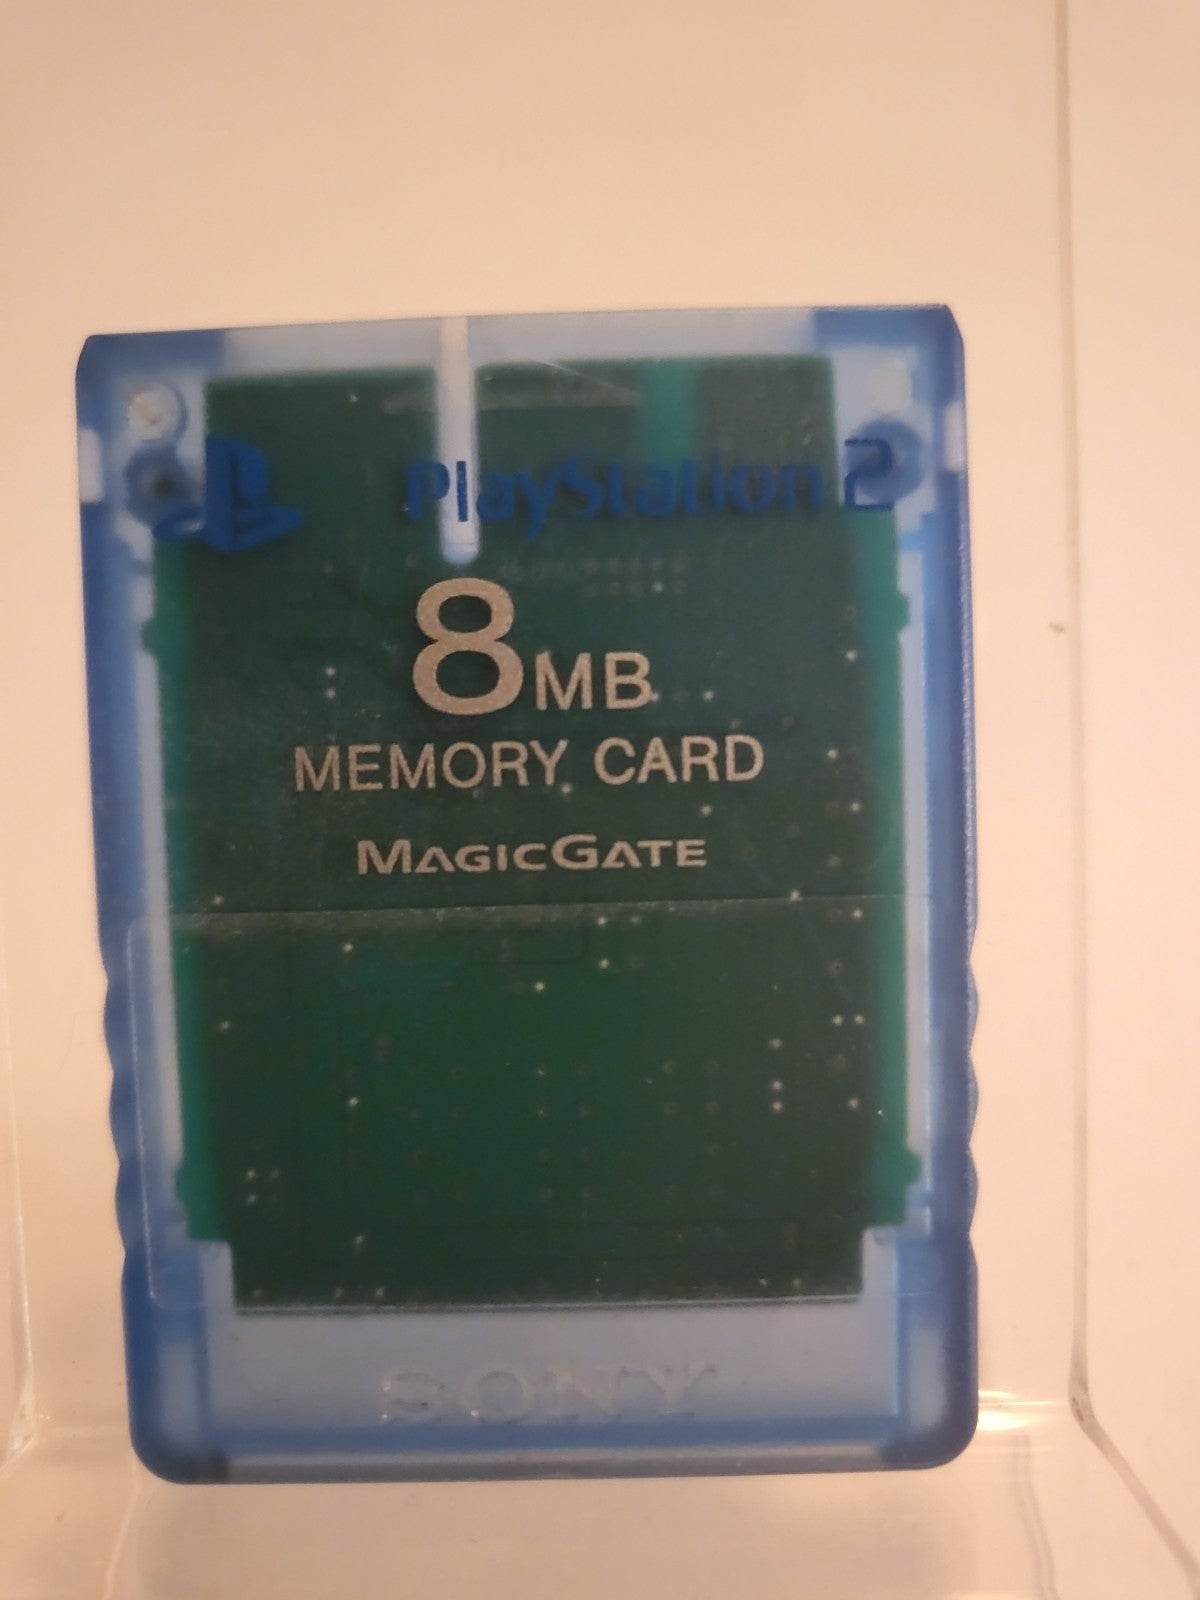 PlayStation 2
8MB
MEMORY CARD
MAGICGATE
SONY